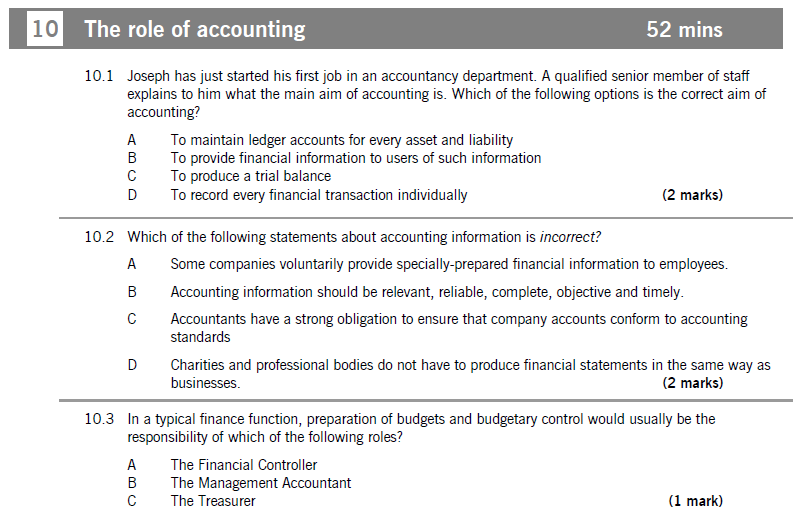 10 The role of accounting 52 mins
10.1 Joseph has just started his first job in an accountancy department. A qualified senior member of staff
explains to him what the main aim of accounting is. Which of the following options is the correct aim of
accounting?
A To maintain ledger accounts for every asset and liability
B To provide financial information to users of such information
C To produce a trial balance
D To record every financial transaction individually (2 marks)
10.2 Which of the following statements about accounting information is incorrect?
A Some companies voluntarily provide specially-prepared financial information to employees.
B Accounting information should be relevant, reliable, complete, objective and timely.
C Accountants have a strong obligation to ensure that company accounts conform to accounting
standards
D Charities and professional bodies do not have to produce financial statements in the same way as
businesses. (2 marks)
10.3 In a typical finance function, preparation of budgets and budgetary control would usually be the
responsibility of which of the following roles?
A The Financial Controller
B The Management Accountant
C The Treasurer (1 mark)